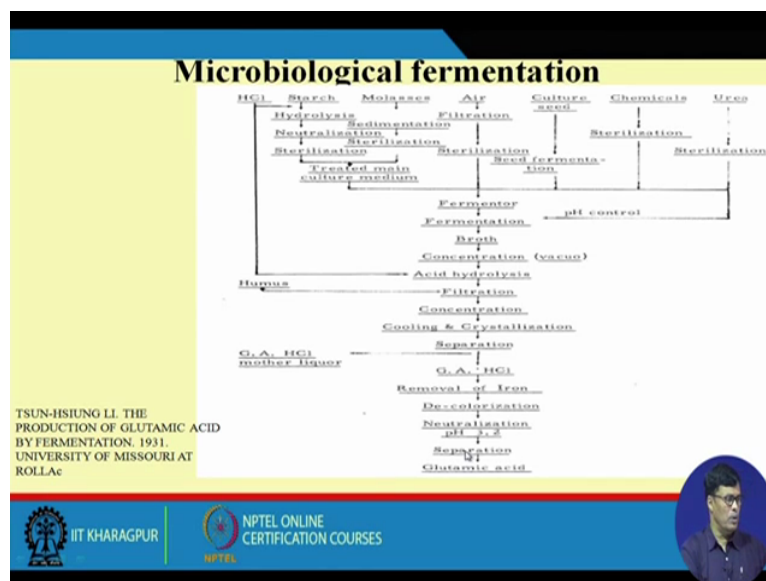 Microbiological fermentation
HCl Starch Molasses Air Culture seed Chemicals Urea
Hydrolysis Sedimentation Filtration
Neutralization Sterilization Sterilization
Sterilization Sterilization Seed fermenta-tion Sterilization
Treated main
culture medium
Fermentor
Fermentation
pH control
Broth
Concentration (vacuo)
Acid hydrolysis
Humus
Filtration
Concentration
Cooling & Crystallization
Separation
G. A. HCl
mother liquor
G. A. HCl
Removal of Iron
De-colorization
Neutralization
pH 3.2
Separation
Glutamic acid
TSUN-HSIUNG LI. THE
PRODUCTION OF GLUTAMIC ACID
BY FERMENTATION. 1931.
UNIVERSITY OF MISSOURI AT
ROLLAc
IIT KHARAGPUR
NPTEL
NPTEL ONLINE
CERTIFICATION COURSES